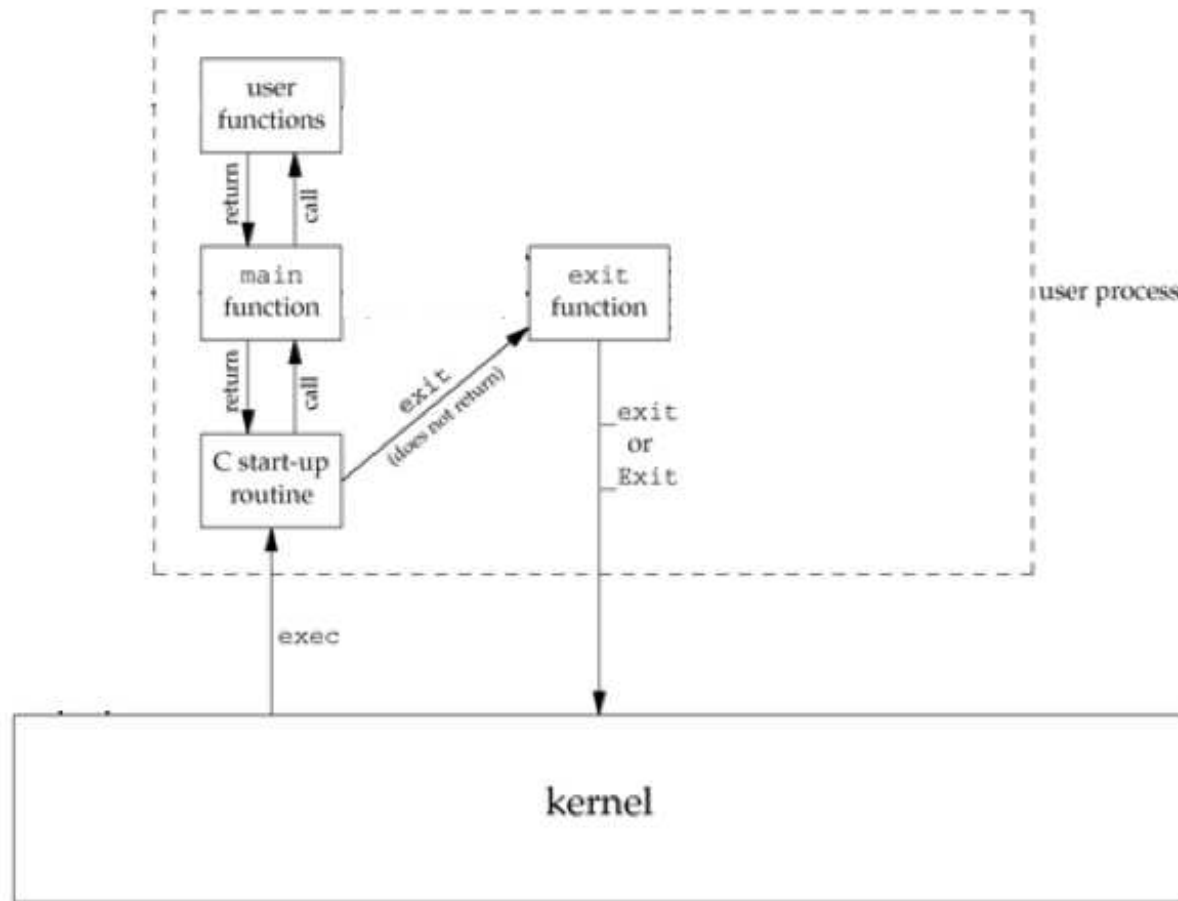 user
functions
return
call
main
function
exit
function
user process
return
call
exit
(does not return)
C start-up
routine
_exit
or
_Exit
exec
kernel